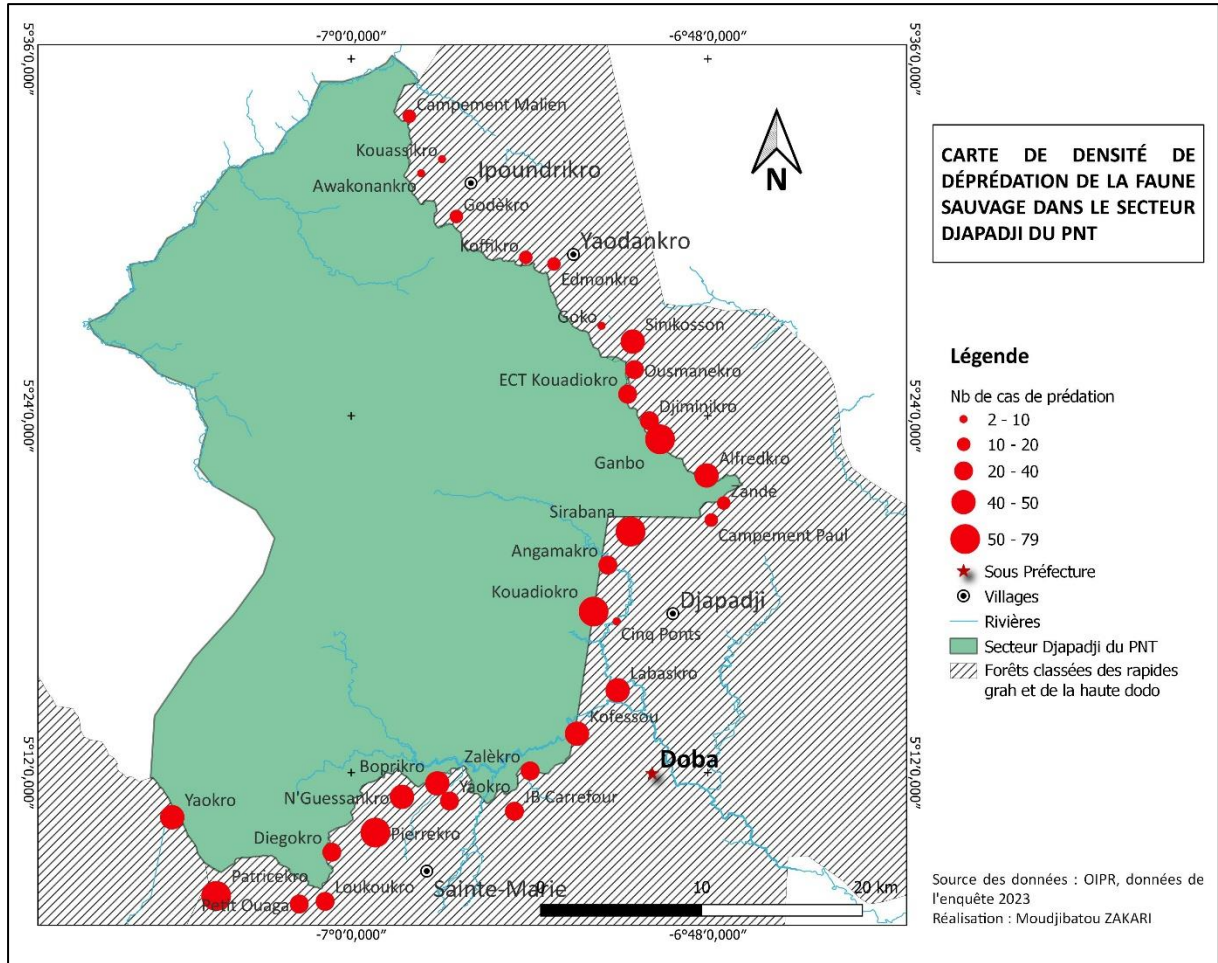 -7°0'0,000"
-6°48'0,000"
5°36'0,000"
5°36'0,000"
Campement Malien
Kouassikro
Ipoundrikro
Awakonankro
Godèkro
Yaodankro
Koffikro
Edmonkro
Goko
Sinikosson
Ousmanekro
ECT Kouadiokro
Djiminikro
5°24'0,000"
5°24'0,000"
Ganbo
Alfredkro
Zandé
Sirabana
Campement Paul
Angamakro
Kouadiokro
Djapadji
Cinq Ponts
Labaskro
Kofessou
Doba
5°12'0,000"
5°12'0,000"
Zalèkro
Boprikro
Yaokro
N'Guessankro
IB Carrefour
Yaokro
Pierrekro
Diegokro
Patricekro
Petit Ouaga
Loukoukro
Sainte-Marie
0
10
20 km
-7°0'0,000"
-6°48'0,000"
N
CARTE DE DENSITÉ DE
DÉPRÉDATION DE LA FAUNE
SAUVAGE DANS LE SECTEUR
DJAPADJI DU PNT
Légende
Nb de cas de prédation
2 - 10
10 - 20
20 - 40
40 - 50
50 - 79
Sous Préfecture
Villages
Rivières
Secteur Djapadji du PNT
Forêts classées des rapides
grah et de la haute dodo
Source des données : OIPR, données de
l'enquête 2023
Réalisation : Moudjibatou ZAKARI